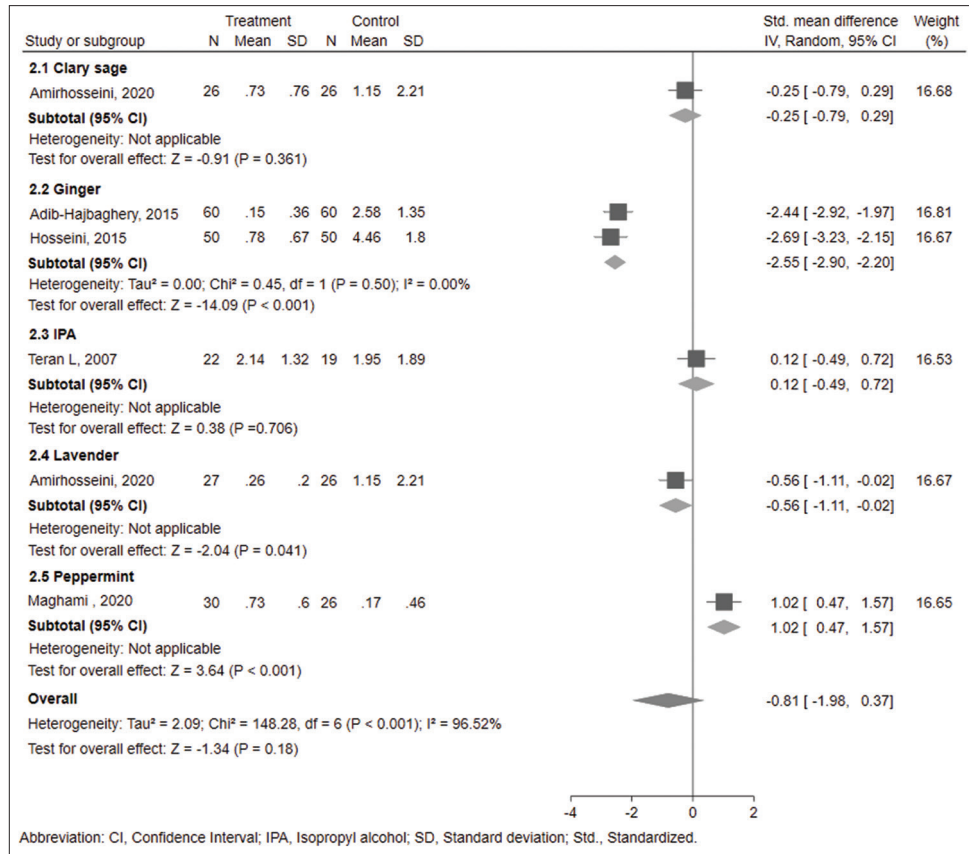 Treatment Control Std. mean difference Weight
Study or subgroup N Mean SD N Mean SD IV, Random, 95% CI (%)
2.1 Clary sage
Amirhosseini, 2020 26 .73 .76 26 1.15 2.21 -0.25 [ -0.79, 0.29] 16.68
Subtotal (95% CI) -0.25 [ -0.79, 0.29]
Heterogeneity: Not applicable
Test for overall effect: Z = -0.91 (P = 0.361)
2.2 Ginger
Adib-Hajbaghery, 2015 60 .15 .36 60 2.58 1.35 -2.44 [ -2.92, -1.97] 16.81
Hosseini, 2015 50 .78 .67 50 4.46 1.8 -2.69 [ -3.23, -2.15] 16.67
Subtotal (95% CI) -2.55 [ -2.90, -2.20]
Heterogeneity: Tau² = 0.00; Chi² = 0.45, df = 1 (P = 0.50); I² = 0.00%
Test for overall effect: Z = -14.09 (P < 0.001)
2.3 IPA
Teran L, 2007 22 2.14 1.32 19 1.95 1.89 0.12 [ -0.49, 0.72] 16.53
Subtotal (95% CI) 0.12 [ -0.49, 0.72]
Heterogeneity: Not applicable
Test for overall effect: Z = 0.38 (P =0.706)
2.4 Lavender
Amirhosseini, 2020 27 .26 .2 26 1.15 2.21 -0.56 [ -1.11, -0.02] 16.67
Subtotal (95% CI) -0.56 [ -1.11, -0.02]
Heterogeneity: Not applicable
Test for overall effect: Z = -2.04 (P = 0.041)
2.5 Peppermint
Maghami , 2020 30 .73 .6 26 .17 .46 1.02 [ 0.47, 1.57] 16.65
Subtotal (95% CI) 1.02 [ 0.47, 1.57]
Heterogeneity: Not applicable
Test for overall effect: Z = 3.64 (P < 0.001)
Overall -0.81 [ -1.98, 0.37]
Heterogeneity: Tau² = 2.09; Chi² = 148.28, df = 6 (P < 0.001); I² = 96.52%
Test for overall effect: Z = -1.34 (P = 0.18)
-4 -2 0 2
Abbreviation: CI, Confidence Interval; IPA, Isopropyl alcohol; SD, Standard deviation; Std., Standardized.